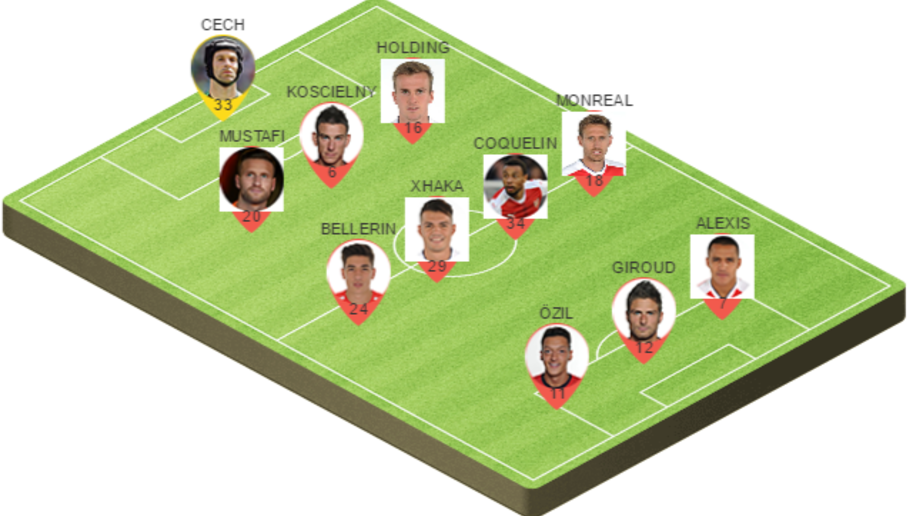 CECH
33
HOLDING
16
KOSCIELNY
6
MONREAL
18
MUSTAFI
20
COQUELIN
34
XHAKA
29
BELLERIN
24
ALEXIS
7
GIROUD
12
ÖZIL
11